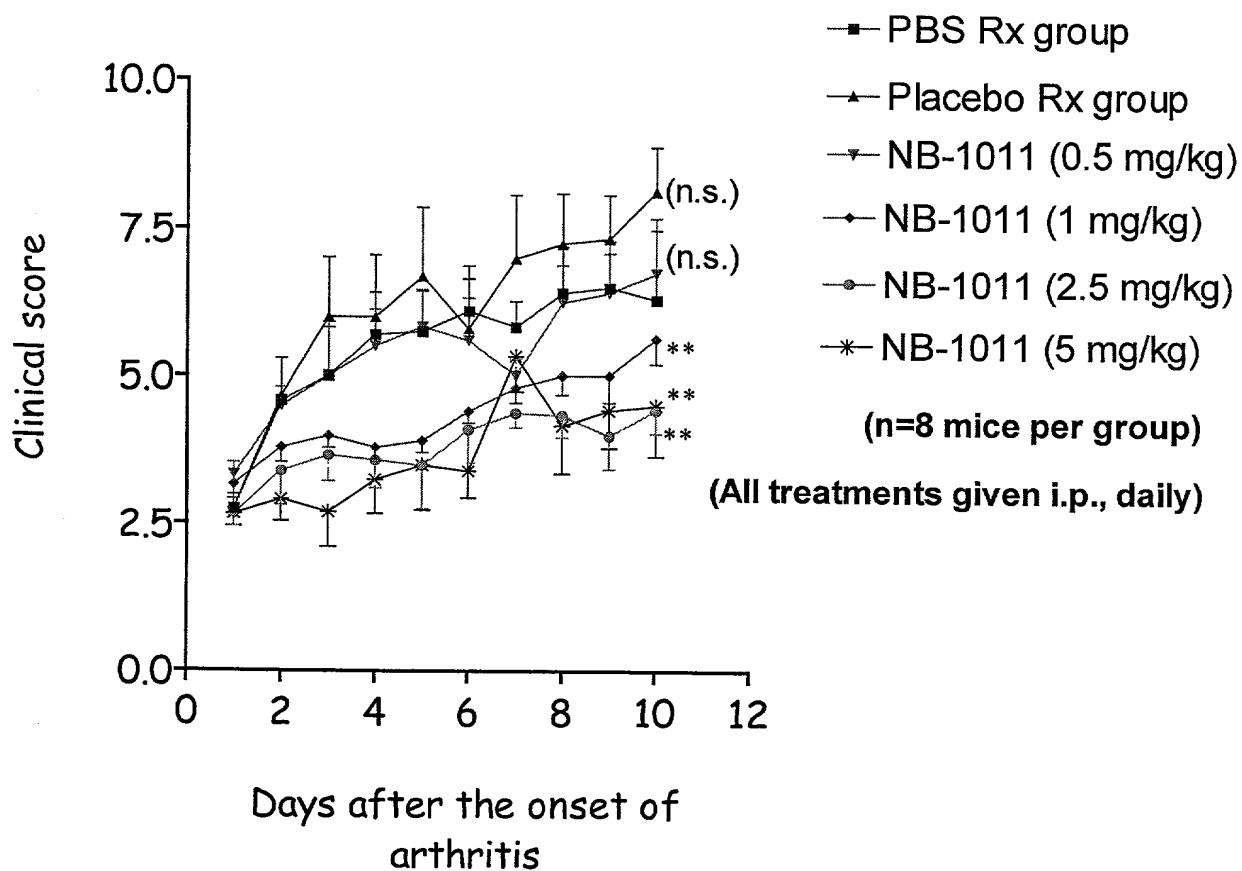 PBS Rx group
Placebo Rx group
NB-1011 (0.5 mg/kg)
NB-1011 (1 mg/kg)
NB-1011 (2.5 mg/kg)
NB-1011 (5 mg/kg)
(n=8 mice per group)
(All treatments given i.p., daily)
Clinical score
10.0
7.5
5.0
2.5
0.0
(n.s.)
(n.s.)
**
**
**
0 2 4 6 8 10 12
Days after the onset of
arthritis